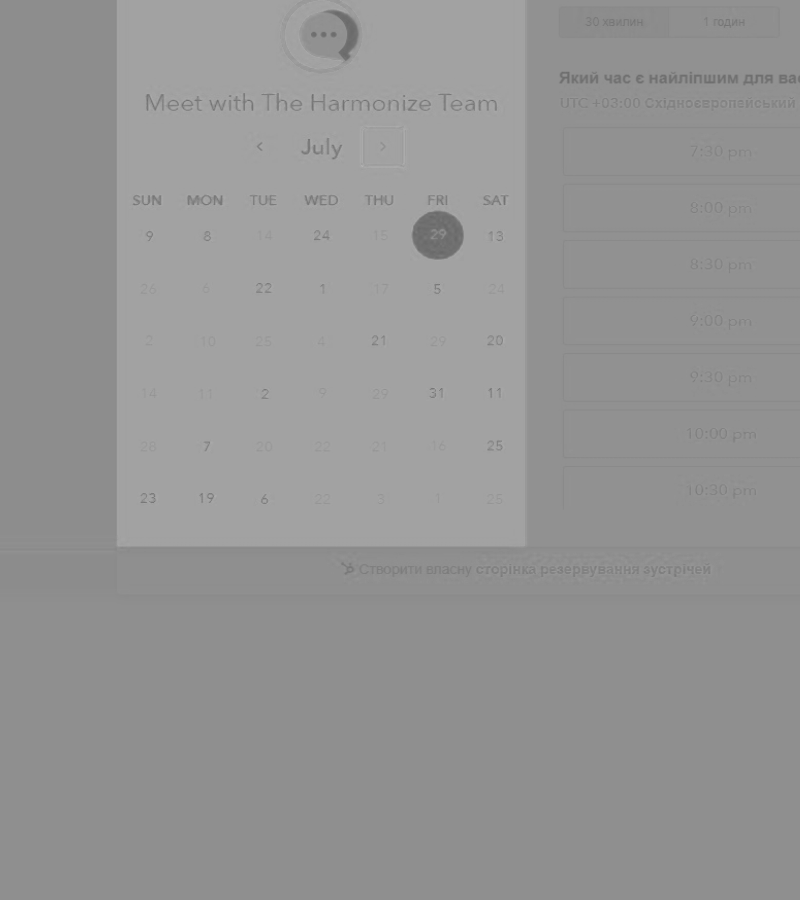 30 хвилин 1 годин
Який час є найліпшим для вас
Meet with The Harmonize Team
UTC +03:00 Східноєвропейський
July
7:30 pm
SUN MON TUE WED THU FRI SAT
8:00 pm
9 8 14 24 15 29 13
8:30 pm
26 6 22 1 17 5 24
9:00 pm
2 10 25 4 21 29 20
9:30 pm
14 11 2 9 29 31 11
10:00 pm
28 7 20 22 21 16 25
10:30 pm
23 19 6 22 3 1 25
Створити власну сторінка резервування зустрічей